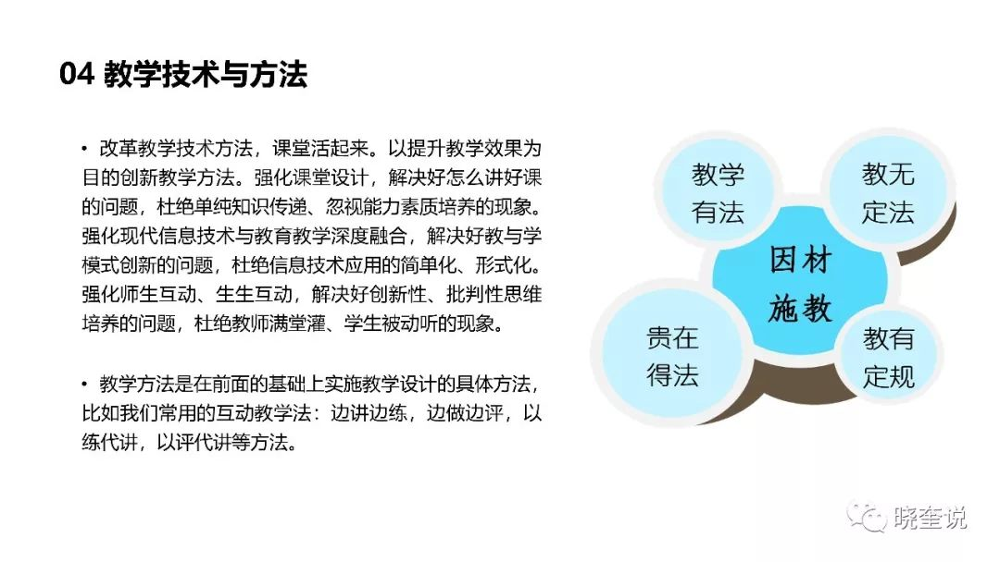 04 教学技术与方法
• 改革教学技术方法，课堂活起来。以提升教学效果为
目的创新教学方法。强化课堂设计，解决好怎么讲好课
的问题，杜绝单纯知识传递、忽视能力素质培养的现象。
强化现代信息技术与教育教学深度融合，解决好教与学
模式创新的问题，杜绝信息技术应用的简单化、形式化。
强化师生互动、生生互动，解决好创新性、批判性思维
培养的问题，杜绝教师满堂灌、学生被动听的现象。
• 教学方法是在前面的基础上实施教学设计的具体方法，
比如我们常用的互动教学法：边讲边练，边做边评，以
练代讲，以评代讲等方法。
教学
有法
教无
定法
因材
施教
贵在
得法
教有
定规
晓奎说